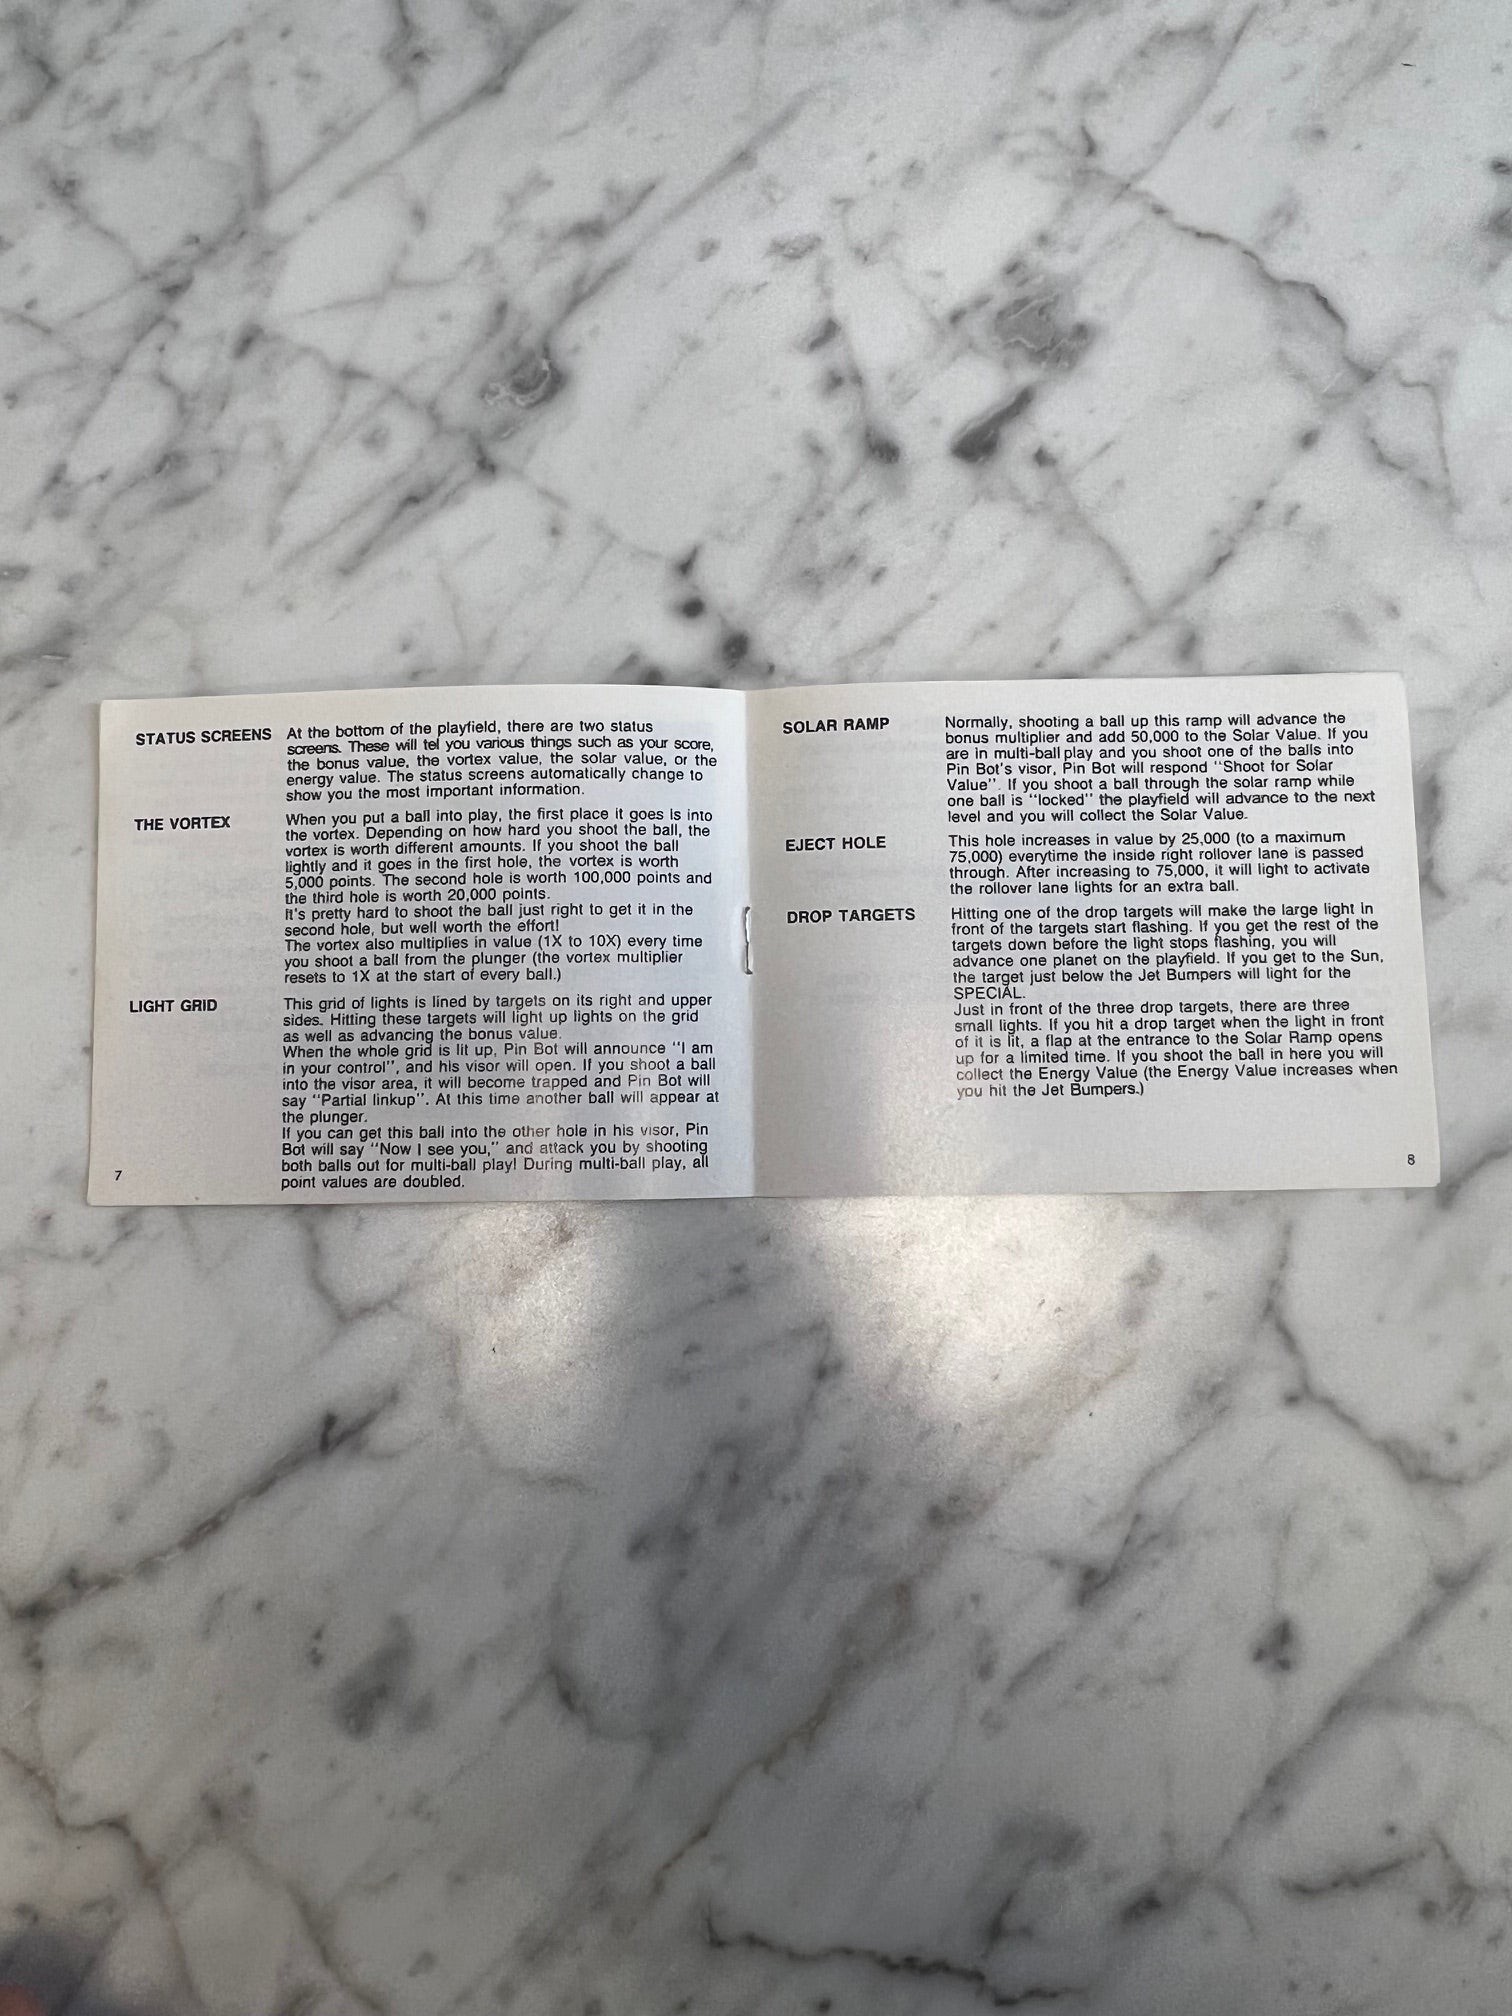 STATUS SCREENS At the bottom of the playfield, there are two status
screens. These will tel you various things such as your score,
the bonus value, the vortex value, the solar value, or the
energy value. The status screens automatically change to
show you the most important information.
THE VORTEX When you put a ball into play, the first place it goes is into
the vortex. Depending on how hard you shoot the ball, the
vortex is worth different amounts. If you shoot the ball
lightly and it goes in the first hole, the vortex is worth
5,000 points. The second hole is worth 100,000 points and
the third hole is worth 20,000 points.
It's pretty hard to shoot the ball just right to get it in the
second hole, but well worth the effort!
The vortex also multiplies in value (1X to 10X) every time
you shoot a ball from the plunger (the vortex multiplier
resets to 1X at the start of every ball.)
LIGHT GRID This grid of lights is lined by targets on its right and upper
sides. Hitting these targets will light up lights on the grid
as well as advancing the bonus value.
When the whole grid is lit up, Pin Bot will announce "I am
in your control", and his visor will open. If you shoot a ball
into the visor area, it will become trapped and Pin Bot will
say "Partial linkup". At this time another ball will appear at
the plunger.
If you can get this ball into the other hole in his visor, Pin
Bot will say "Now I see you," and attack you by shooting
both balls out for multi-ball play! During multi-ball play, all
point values are doubled.
7
SOLAR RAMP Normally, shooting a ball up this ramp will advance the
bonus multiplier and add 50,000 to the Solar Value. If you
are in multi-ball play and you shoot one of the balls into
Pin Bot's visor, Pin Bot will respond "Shoot for Solar
Value". If you shoot a ball through the solar ramp while
one ball is "locked" the playfield will advance to the next
level and you will collect the Solar Value.
EJECT HOLE This hole increases in value by 25,000 (to a maximum
75,000) everytime the inside right rollover lane is passed
through. After increasing to 75,000, it will light to activate
the rollover lane lights for an extra ball.
DROP TARGETS Hitting one of the drop targets will make the large light in
front of the targets start flashing. If you get the rest of the
targets down before the light stops flashing, you will
advance one planet on the playfield. If you get to the Sun,
the target just below the Jet Bumpers will light for the
SPECIAL.
Just in front of the three drop targets, there are three
small lights. If you hit a drop target when the light in front
of it is lit, a flap at the entrance to the Solar Ramp opens
up for a limited time. If you shoot the ball in here you will
collect the Energy Value (the Energy Value increases when
you hit the Jet Bumpers.)
8